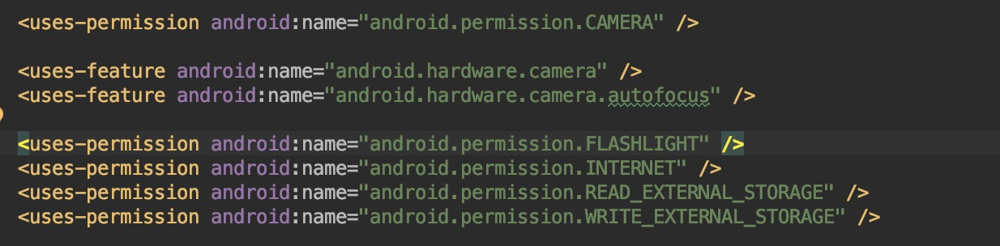 <uses-permission android:name="android.permission.CAMERA" />
<uses-feature android:name="android.hardware.camera" />
<uses-feature android:name="android.hardware.camera.autofocus" />
<uses-permission android:name="android.permission.FLASHLIGHT" />
<uses-permission android:name="android.permission.INTERNET" />
<uses-permission android:name="android.permission.READ_EXTERNAL_STORAGE" />
<uses-permission android:name="android.permission.WRITE_EXTERNAL_STORAGE" />